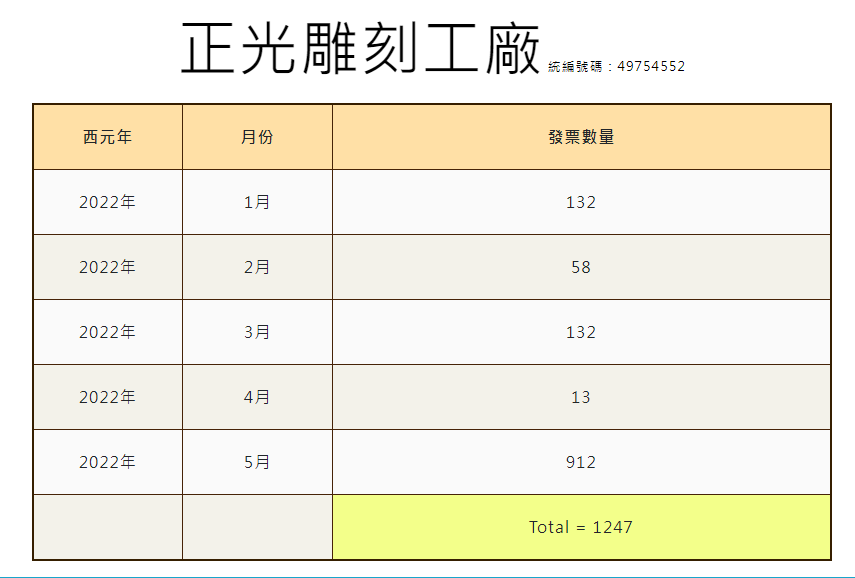 正光雕刻工廠 統編號碼：49754552
西元年 月份 發票數量
2022年 1月 132
2022年 2月 58
2022年 3月 132
2022年 4月 13
2022年 5月 912
Total = 1247